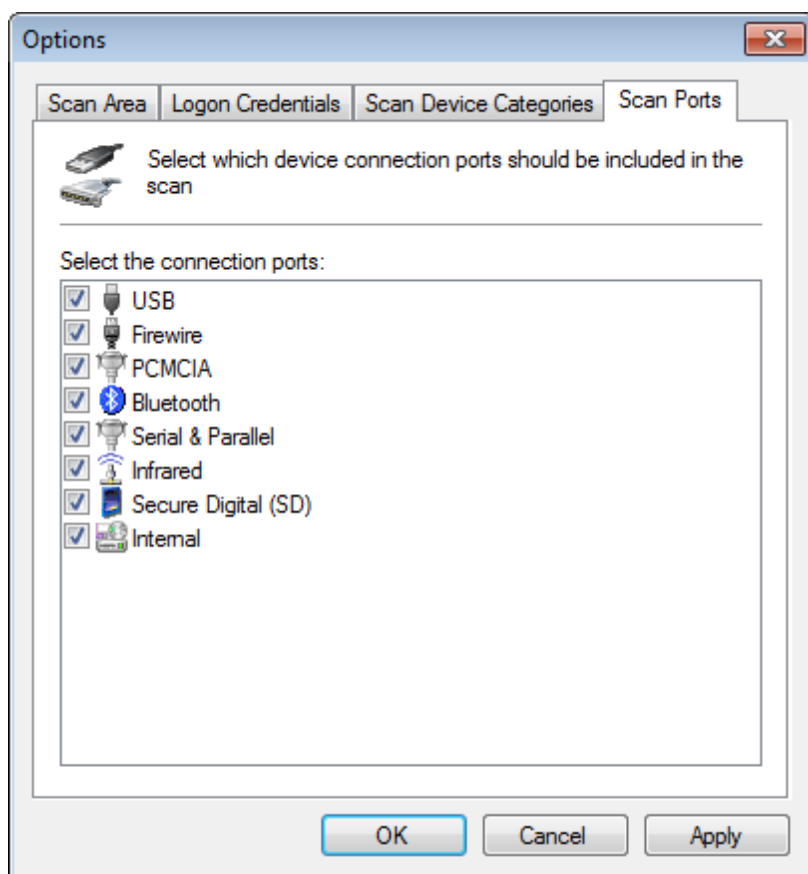 Options
Scan Area
Logon Credentials
Scan Device Categories
Scan Ports
Select which device connection ports should be included in the
scan
Select the connection ports:
USB
Firewire
PCMCIA
Bluetooth
Serial & Parallel
Infrared
Secure Digital (SD)
Internal
OK
Cancel
Apply